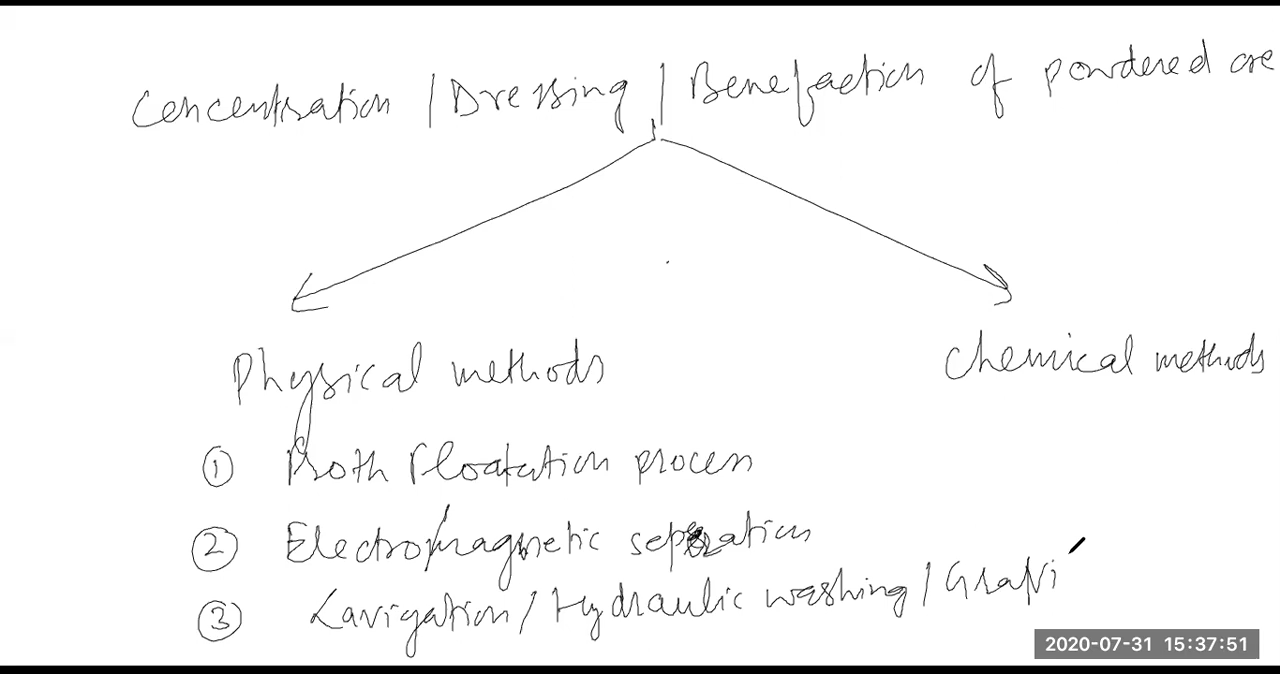 Concentration / Dressing / Benefaction of powdered ore
Physical methods
Chemical methods
① Froth Floatation process
② Electromagnetic separation
③ Lavigation / Hydraulic washing / Gravi
2020-07-31 15:37:51